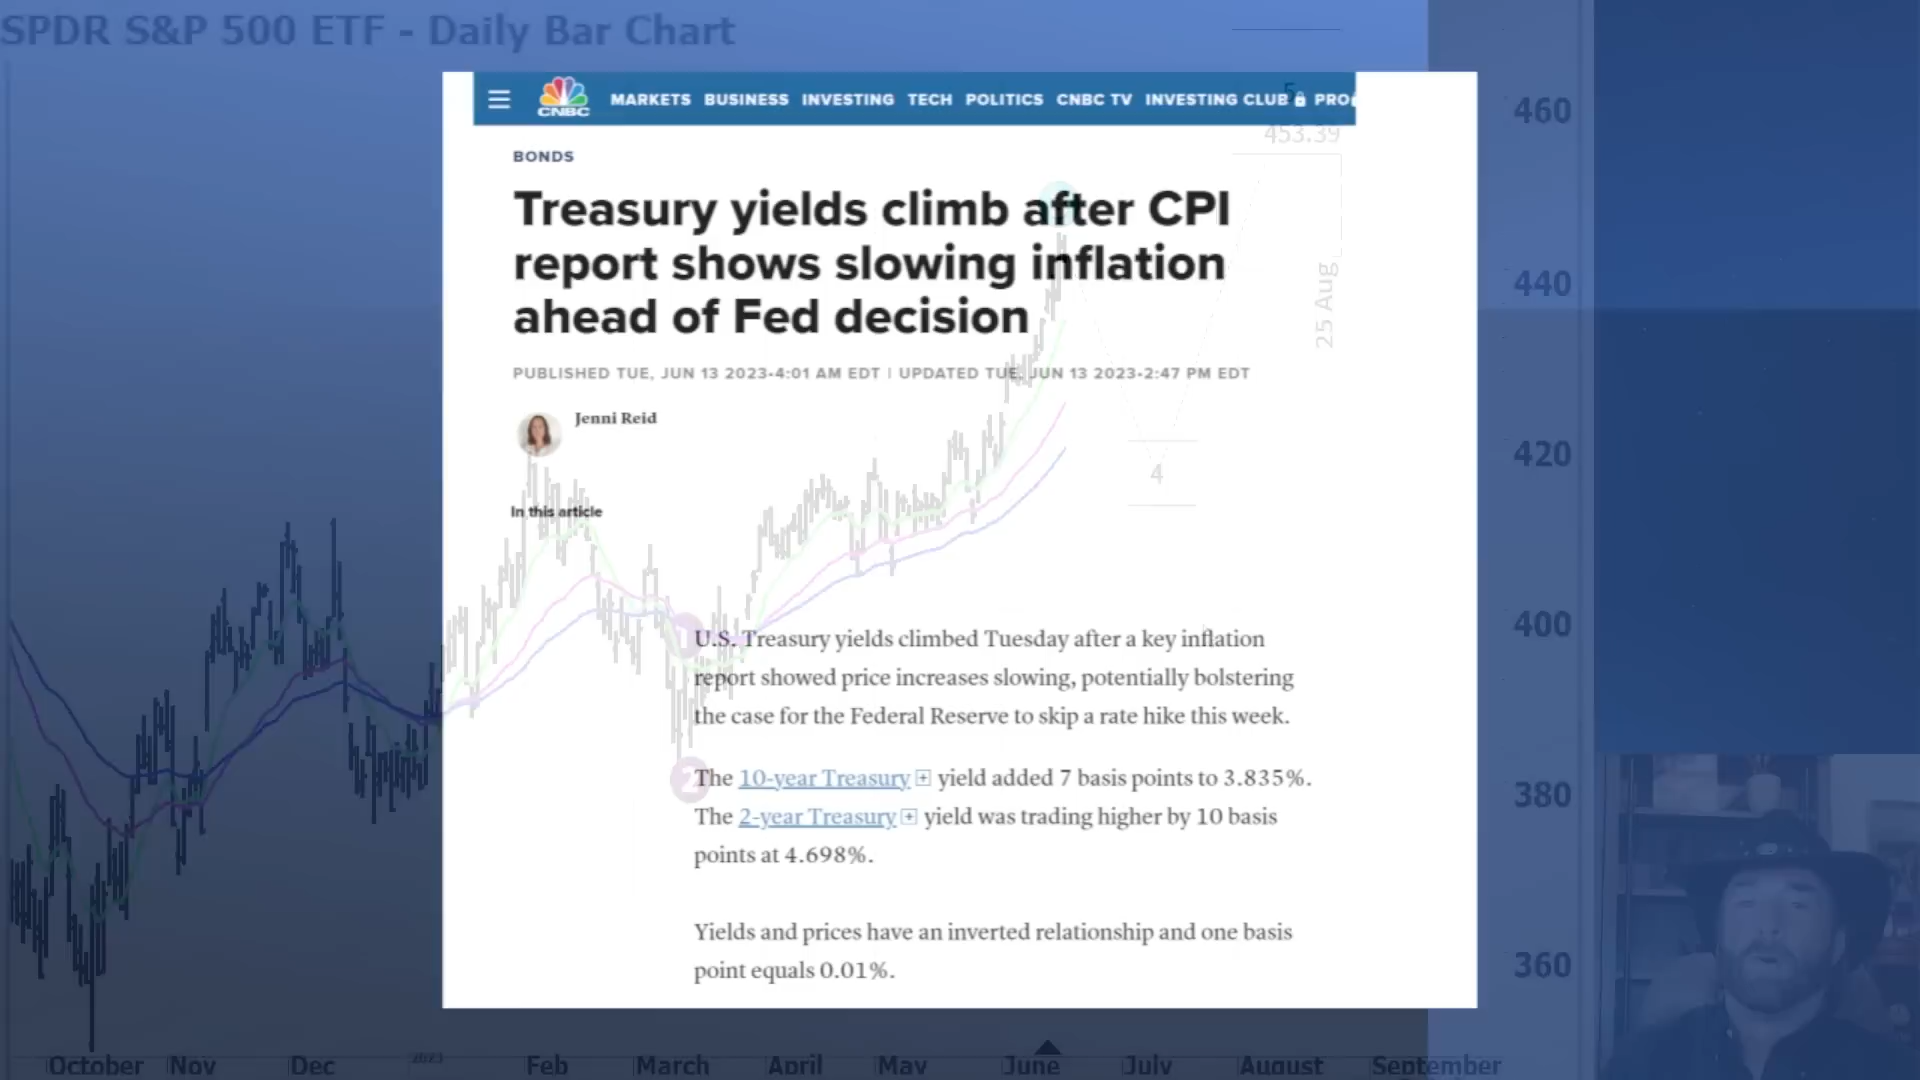 SPDR S&P 500 ETF - Daily Bar Chart
CNBC
MARKETS BUSINESS INVESTING TECH POLITICS CNBC TV INVESTING CLUB PRO
5
453.39
25 Aug
4
BONDS
Treasury yields climb after CPI
report shows slowing inflation
ahead of Fed decision
PUBLISHED TUE, JUN 13 2023•4:01 AM EDT | UPDATED TUE, JUN 13 2023•2:47 PM EDT
Jenni Reid
In this article
U.S. Treasury yields climbed Tuesday after a key inflation
report showed price increases slowing, potentially bolstering
the case for the Federal Reserve to skip a rate hike this week.
The 10-year Treasury yield added 7 basis points to 3.835%.
The 2-year Treasury yield was trading higher by 10 basis
points at 4.698%.
Yields and prices have an inverted relationship and one basis
point equals 0.01%.
1
2
460
440
420
400
380
360
October Nov Dec 2023 Feb March April May June July August September